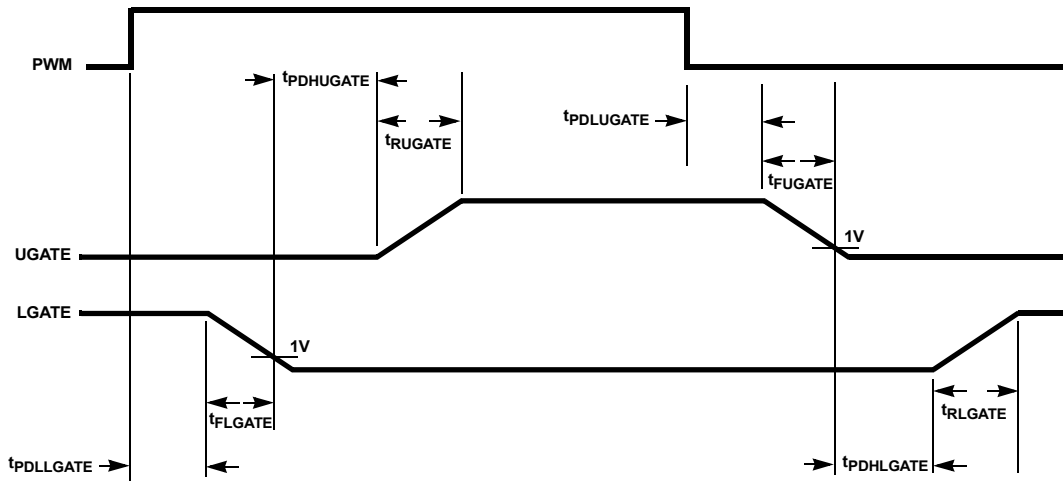 PWM
tPDHUGATE
tRUGATE
tPDLUGATE
tFUGATE
1V
UGATE
LGATE
1V
tFLGATE
tRLGATE
tPDLLGATE
tPDHLGATE